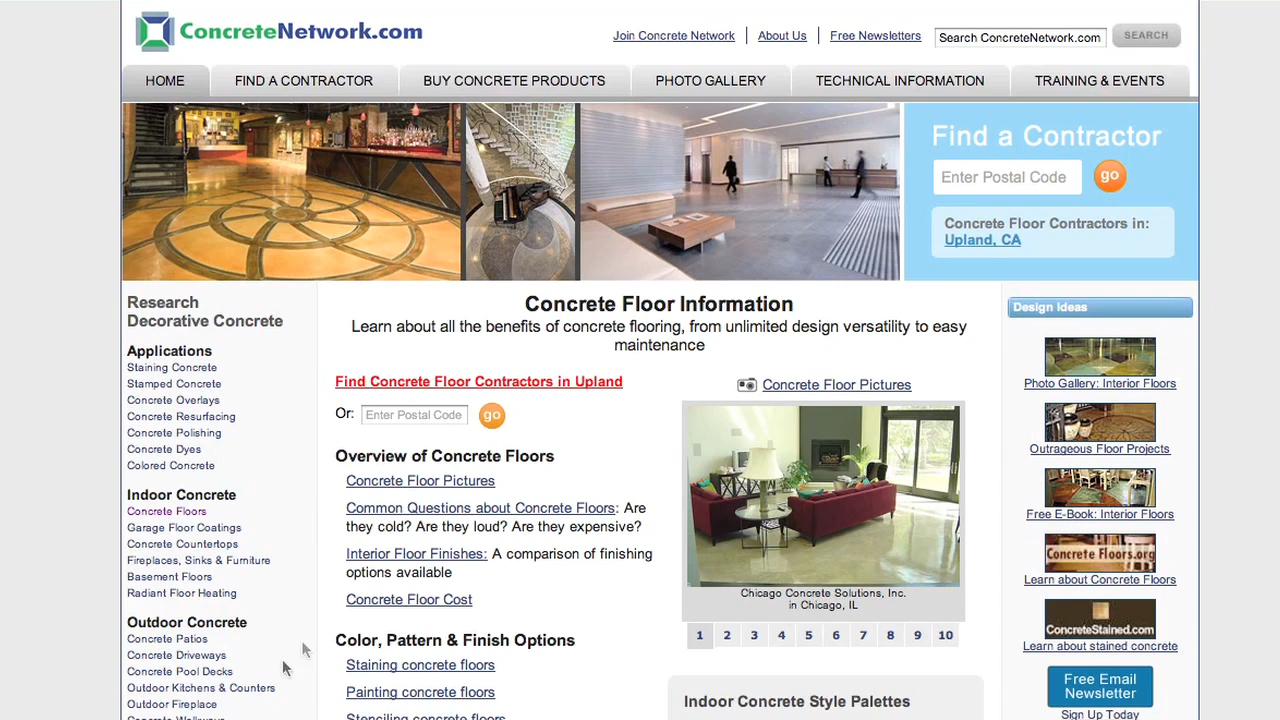 ConcreteNetwork.com
Join Concrete Network | About Us | Free Newsletters
Search ConcreteNetwork.com
SEARCH
HOME
FIND A CONTRACTOR
BUY CONCRETE PRODUCTS
PHOTO GALLERY
TECHNICAL INFORMATION
TRAINING & EVENTS
Find a Contractor
Enter Postal Code
go
Concrete Floor Contractors in:
Upland, CA
Research
Decorative Concrete
Applications
Staining Concrete
Stamped Concrete
Concrete Overlays
Concrete Resurfacing
Concrete Polishing
Concrete Dyes
Colored Concrete
Indoor Concrete
Concrete Floors
Garage Floor Coatings
Concrete Countertops
Fireplaces, Sinks & Furniture
Basement Floors
Radiant Floor Heating
Outdoor Concrete
Concrete Patios
Concrete Driveways
Concrete Pool Decks
Outdoor Kitchens & Counters
Outdoor Fireplace
Concrete Walkways
Concrete Floor Information
Learn about all the benefits of concrete flooring, from unlimited design versatility to easy
maintenance
Find Concrete Floor Contractors in Upland
Or:
Enter Postal Code
go
Overview of Concrete Floors
Concrete Floor Pictures
Common Questions about Concrete Floors: Are
they cold? Are they loud? Are they expensive?
Interior Floor Finishes: A comparison of finishing
options available
Concrete Floor Cost
Color, Pattern & Finish Options
Staining concrete floors
Painting concrete floors
Stenciling concrete floors
Concrete Floor Pictures
Chicago Concrete Solutions, Inc.
in Chicago, IL
1 2 3 4 5 6 7 8 9 10
Indoor Concrete Style Palettes
Design Ideas
Photo Gallery: Interior Floors
Outrageous Floor Projects
Free E-Book: Interior Floors
Concrete Floors.org
Learn about Concrete Floors
ConcreteStained.com
Learn about stained concrete
Free Email
Newsletter
Sign Up Today